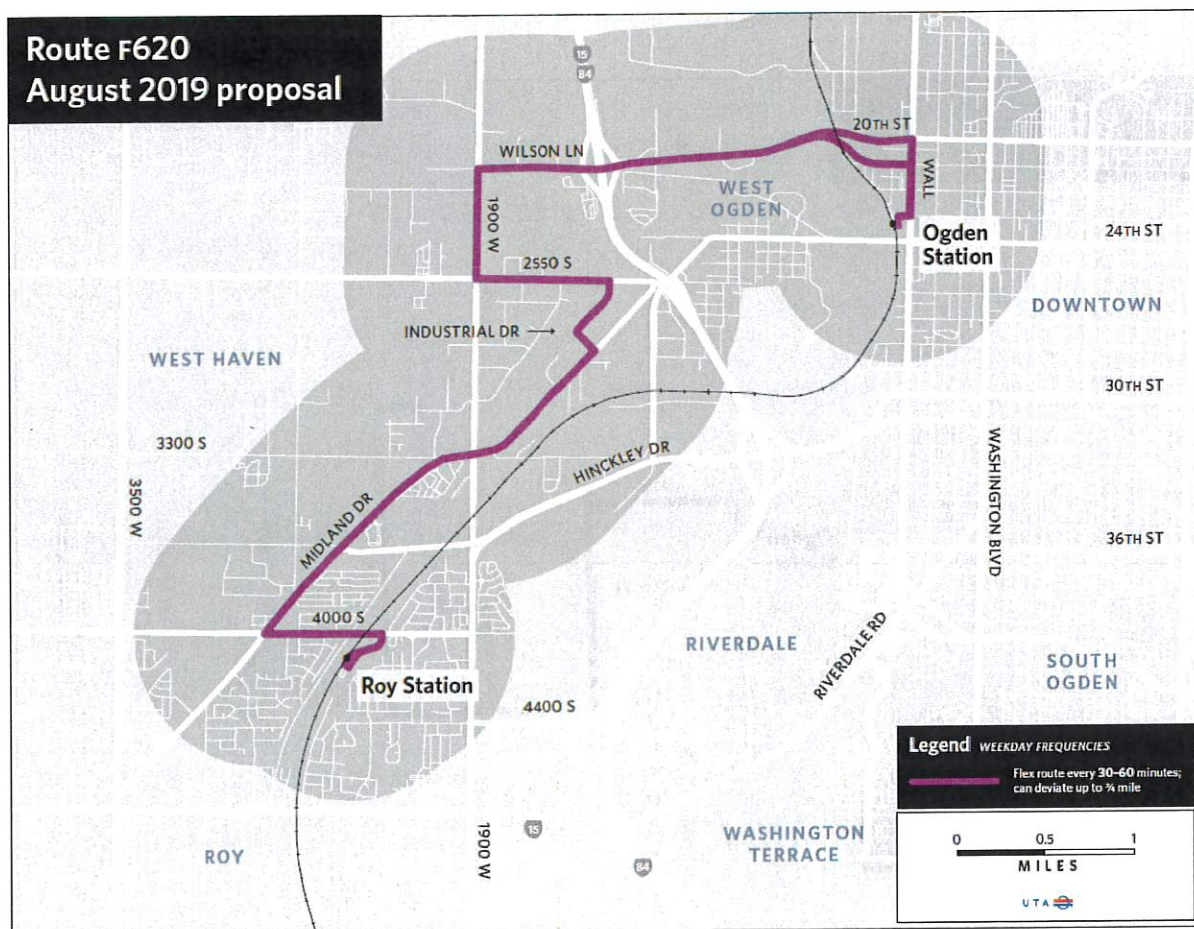 Route F620
August 2019 proposal
15
84
20TH ST
WILSON LN
WALL
WEST
OGDEN
1900 W
Ogden
Station
24TH ST
2550 S
DOWNTOWN
INDUSTRIAL DR
WEST HAVEN
30TH ST
3300 S
HINCKLEY DR
WASHINGTON BLVD
3500 W
MIDLAND DR
36TH ST
4000 S
RIVERDALE
RIVERDALE RD
SOUTH
OGDEN
Roy Station
4400 S
Legend WEEKDAY FREQUENCIES
Flex route every 30–60 minutes;
can deviate up to ¾ mile
15
1900 W
WASHINGTON
TERRACE
84
ROY
0 0.5 1
MILES
UTA